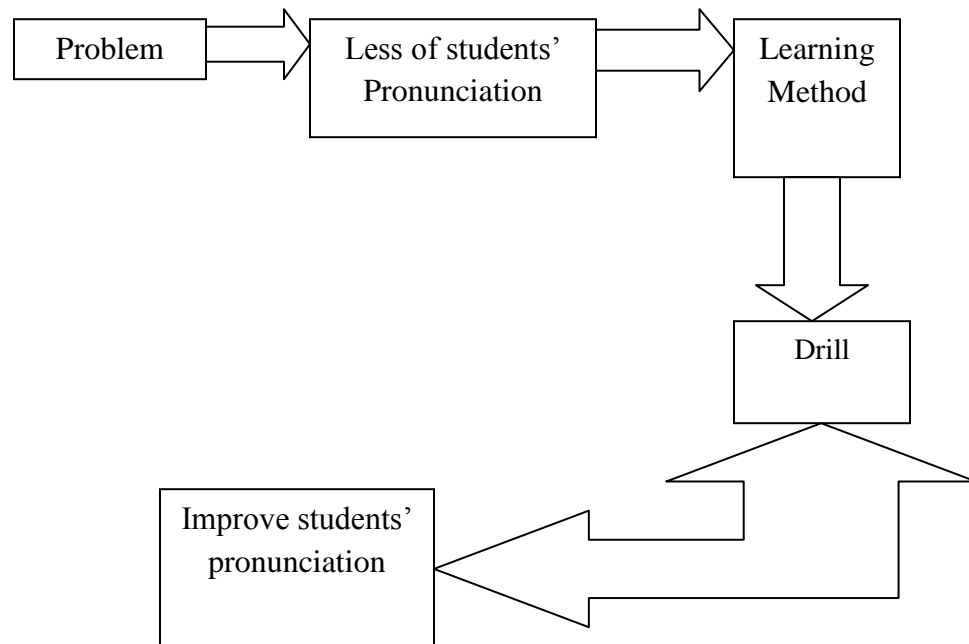 Problem
Less of students’
Pronunciation
Learning
Method
Drill
Improve students’
pronunciation